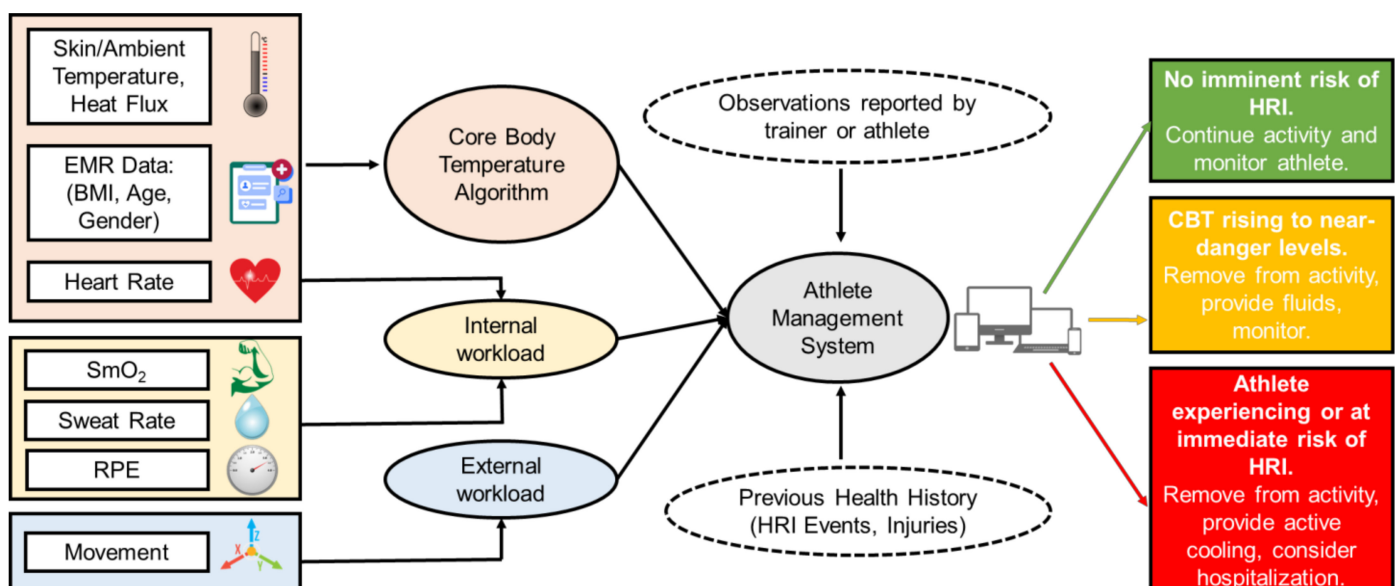 Skin/Ambient
Temperature,
Heat Flux
EMR Data:
(BMI, Age,
Gender)
Heart Rate
SmO₂
Sweat Rate
RPE
Movement
X
Z
Y
Core Body
Temperature
Algorithm
Internal
workload
External
workload
Observations reported by
trainer or athlete
Athlete
Management
System
Previous Health History
(HRI Events, Injuries)
No imminent risk of
HRI.
Continue activity and
monitor athlete.
CBT rising to near-
danger levels.
Remove from activity,
provide fluids,
monitor.
Athlete
experiencing or at
immediate risk of
HRI.
Remove from activity,
provide active
cooling, consider
hospitalization.